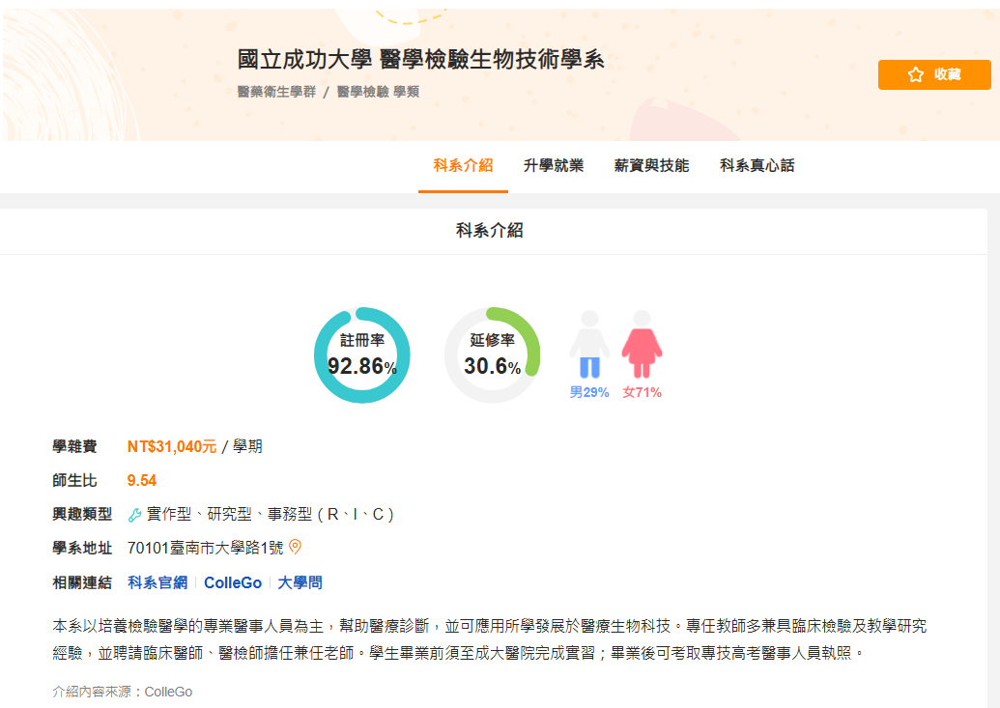 國立成功大學 醫學檢驗生物技術學系
醫藥衛生學群 / 醫學檢驗 學類
收藏
科系介紹 升學就業 薪資與技能 科系真心話
科系介紹
註冊率
92.86%
延修率
30.6%
男29% 女71%
學雜費 NT$31,040元 / 學期
師生比 9.54
興趣類型 實作型、研究型、事務型 ( R、I、C )
學系地址 70101臺南市大學路1號
相關連結 科系官網 ColleGo 大學問
本系以培養檢驗醫學的專業醫事人員為主，幫助醫療診斷，並可應用所學發展於醫療生物科技。專任教師多兼具臨床檢驗及教學研究
經驗，並聘請臨床醫師、醫檢師擔任兼任老師。學生畢業前須至成大醫院完成實習；畢業後可考取專技高考醫事人員執照。
介紹內容來源：ColleGo